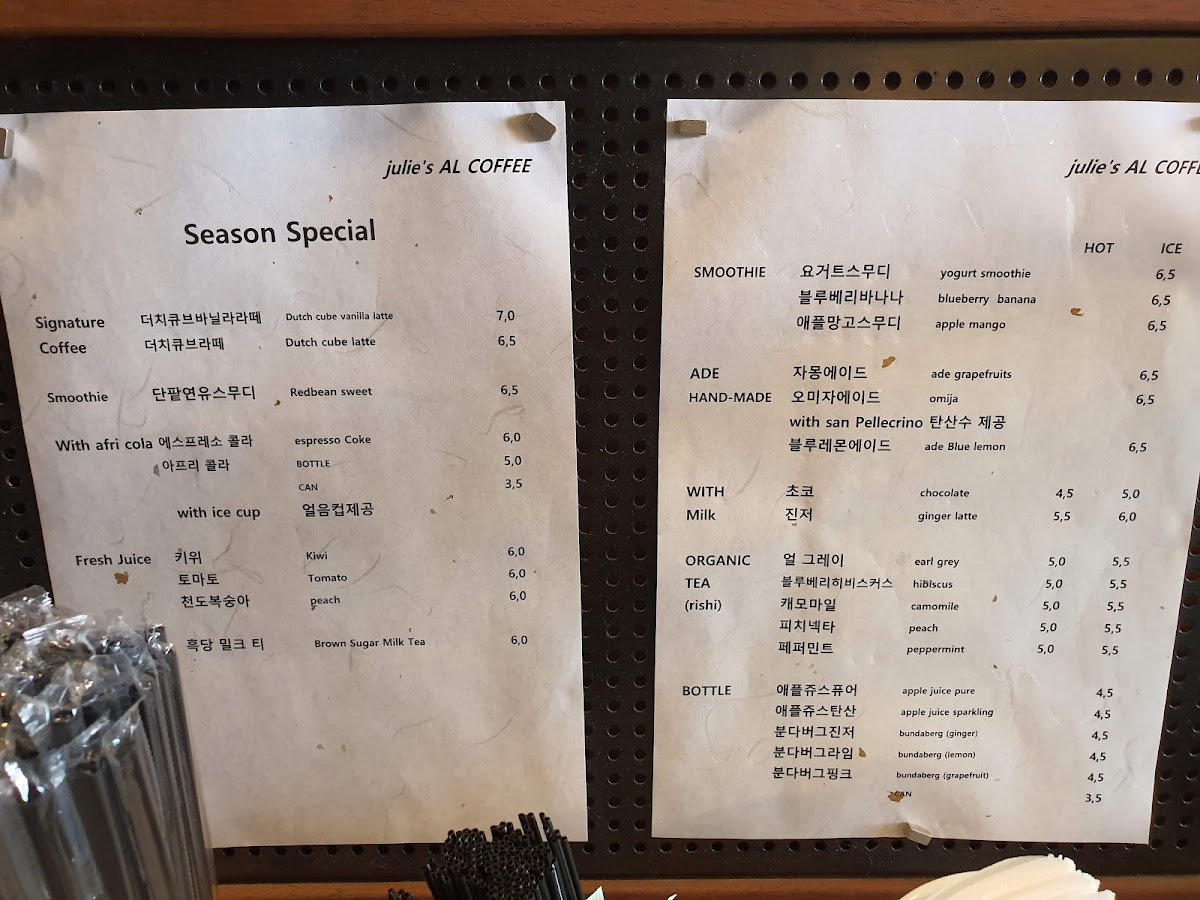 julie's AL COFFEE
Season Special
Signature 더치큐브바닐라라떼 Dutch cube vanilla latte 7,0
Coffee 더치큐브라떼 Dutch cube latte 6,5
Smoothie 단팥연유스무디 Redbean sweet 6,5
With afri cola 에스프레소 콜라 espresso Coke 6,0
아프리 콜라 BOTTLE 5,0
CAN 3,5
with ice cup 얼음컵제공
Fresh Juice 키위 Kiwi 6,0
토마토 Tomato 6,0
천도복숭아 peach 6,0
흑당 밀크 티 Brown Sugar Milk Tea 6,0
julie's AL COFFE
HOT ICE
SMOOTHIE 요거트스무디 yogurt smoothie 6,5
블루베리바나나 blueberry banana 6,5
애플망고스무디 apple mango 6,5
ADE 자몽에이드 ade grapefruits 6,5
HAND-MADE 오미자에이드 omija 6,5
with san Pellecrino 탄산수 제공
블루레몬에이드 ade Blue lemon 6,5
WITH 초코 chocolate 4,5 5,0
Milk 진저 ginger latte 5,5 6,0
ORGANIC 얼 그레이 earl grey 5,0 5,5
TEA 블루베리히비스커스 hibiscus 5,0 5,5
(rishi) 캐모마일 camomile 5,0 5,5
피치넥타 peach 5,0 5,5
페퍼민트 peppermint 5,0 5,5
BOTTLE 애플쥬스퓨어 apple juice pure 4,5
애플쥬스탄산 apple juice sparkling 4,5
분다버그진저 bundaberg (ginger) 4,5
분다버그라임 bundaberg (lemon) 4,5
분다버그핑크 bundaberg (grapefruit) 4,5
CAN 3,5